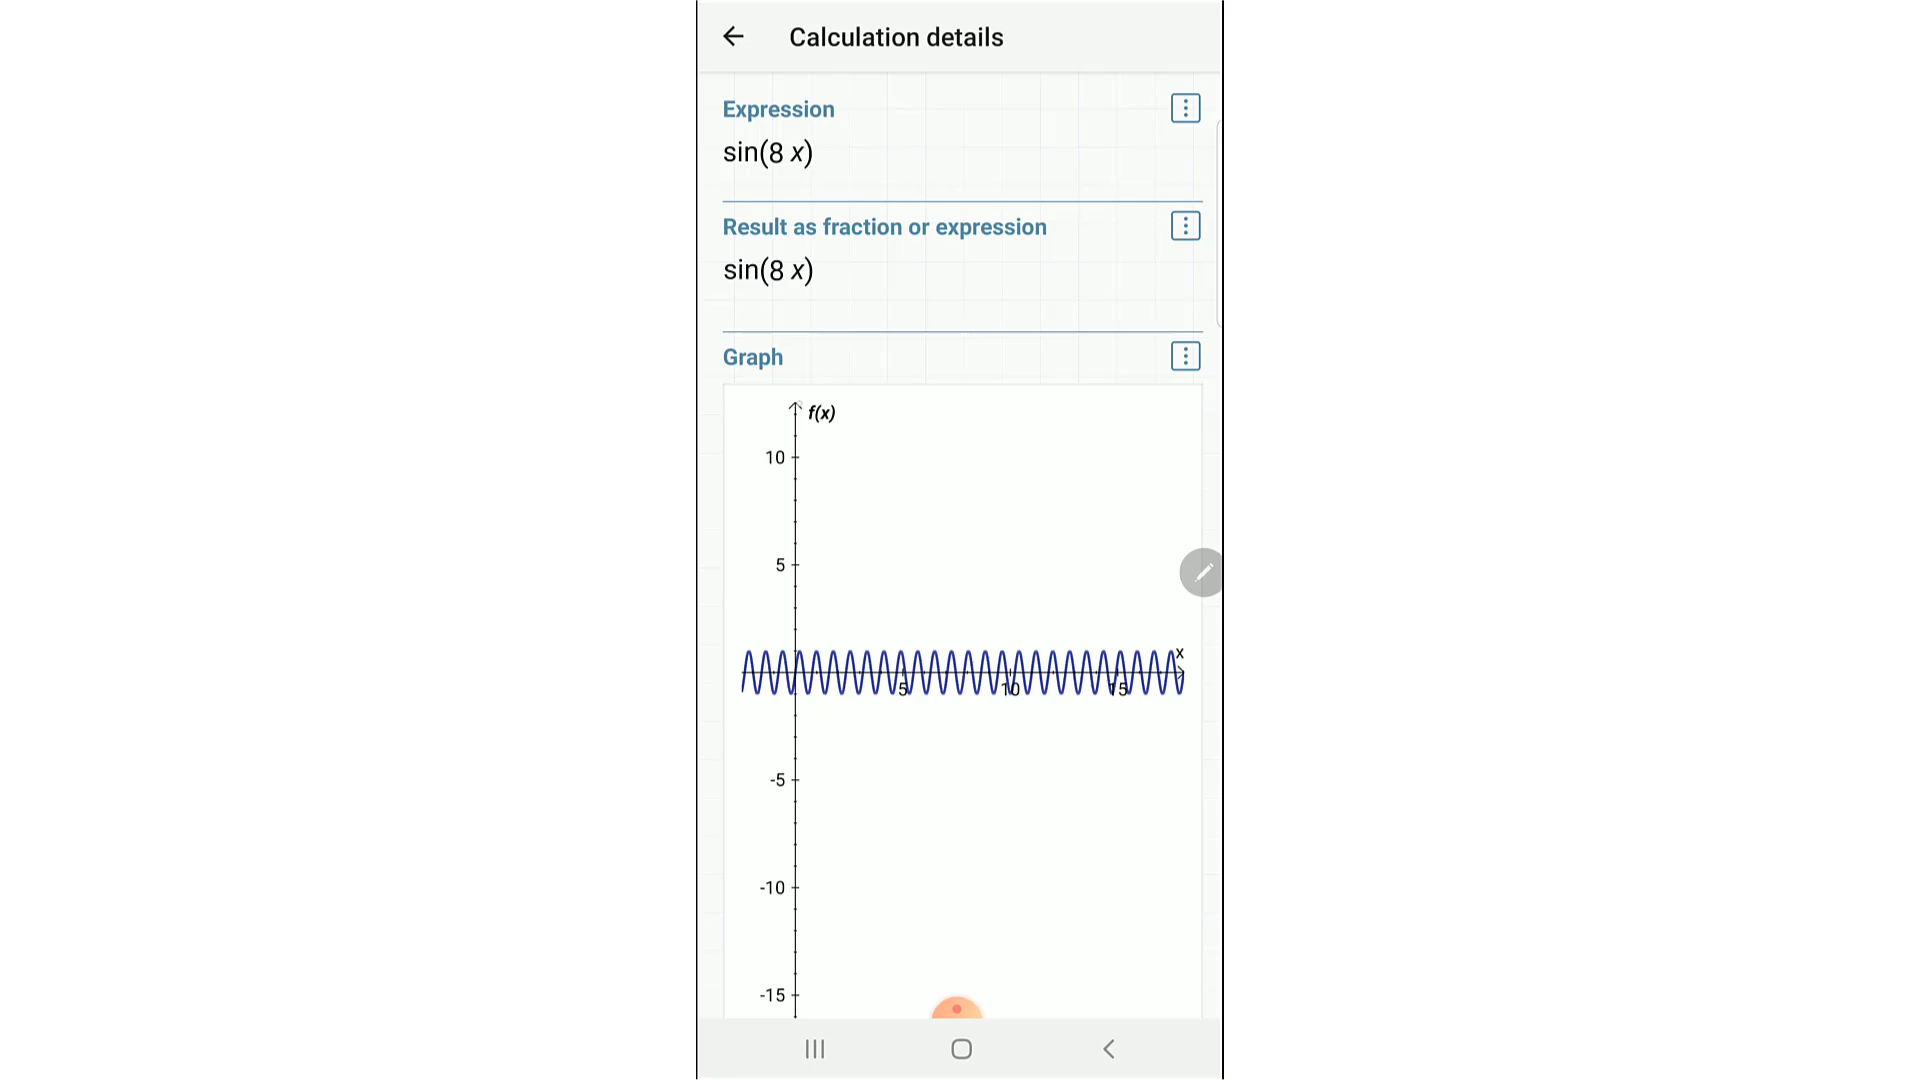 Calculation details
Expression
sin(8 x)
Result as fraction or expression
sin(8 x)
Graph
f(x)
10
5
x
5
10
15
-5
-10
-15